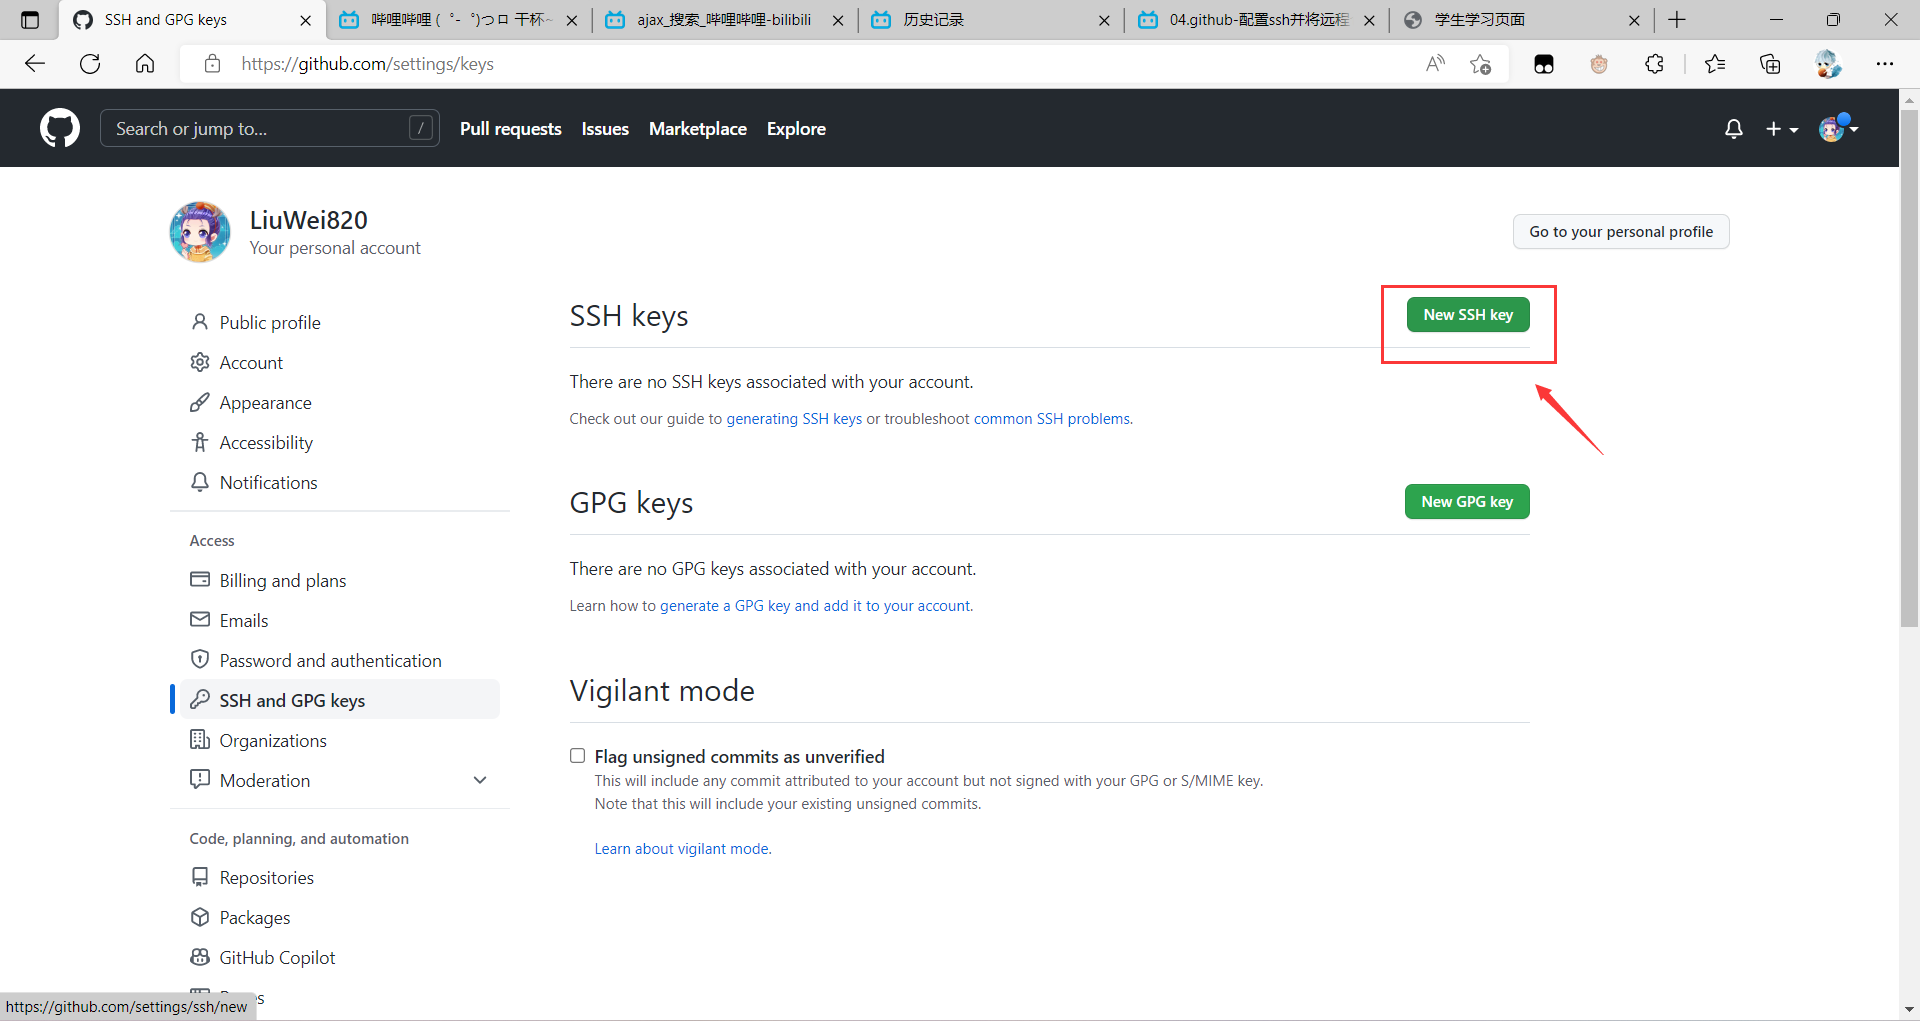 SSH and GPG keys
哔哩哔哩 ( ゜- ゜)つロ 干杯~
ajax_搜索_哔哩哔哩-bilibili
历史记录
04.github-配置ssh并将远程
学生学习页面
https://github.com/settings/keys
Search or jump to...
/
Pull requests
Issues
Marketplace
Explore
LiuWei820
Your personal account
Go to your personal profile
Public profile
Account
Appearance
Accessibility
Notifications
Access
Billing and plans
Emails
Password and authentication
SSH and GPG keys
Organizations
Moderation
Code, planning, and automation
Repositories
Packages
GitHub Copilot
SSH keys
New SSH key
There are no SSH keys associated with your account.
Check out our guide to generating SSH keys or troubleshoot common SSH problems.
GPG keys
New GPG key
There are no GPG keys associated with your account.
Learn how to generate a GPG key and add it to your account.
Vigilant mode
Flag unsigned commits as unverified
This will include any commit attributed to your account but not signed with your GPG or S/MIME key.
Note that this will include your existing unsigned commits.
Learn about vigilant mode.
https://github.com/settings/ssh/new